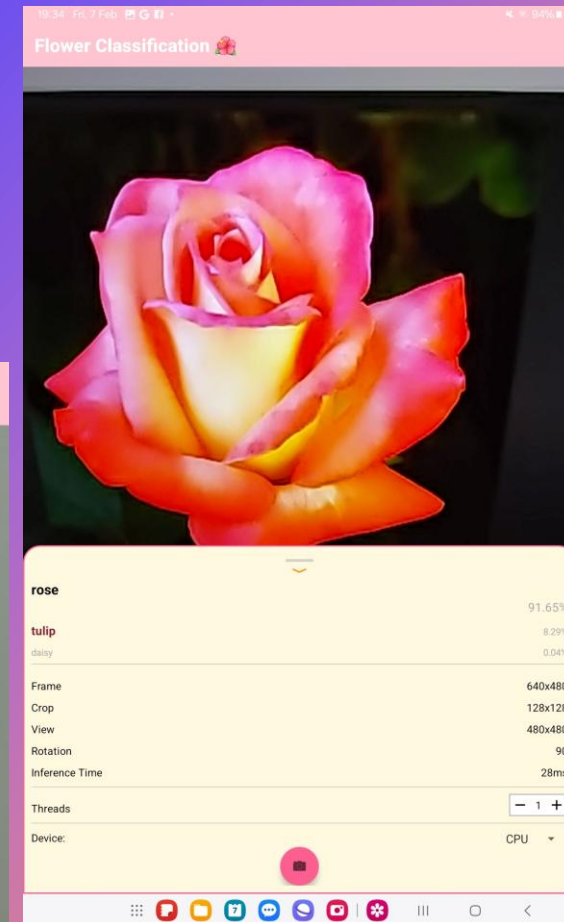 19:34 Fri, 7 Feb
94%
Flower Classification
rose
91.65%
tulip
8.29%
daisy
0.04%
Frame 640x480
Crop 128x128
View 480x480
Rotation 90
Inference Time 28ms
Threads - 1 +
Device: CPU
7